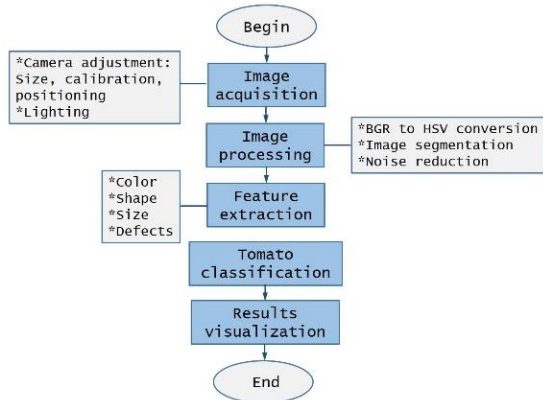 Begin
*Camera adjustment:
Size, calibration,
positioning
*Lighting
Image
acquisition
Image
processing
*BGR to HSV conversion
*Image segmentation
*Noise reduction
*Color
*Shape
*Size
*Defects
Feature
extraction
Tomato
classification
Results
visualization
End